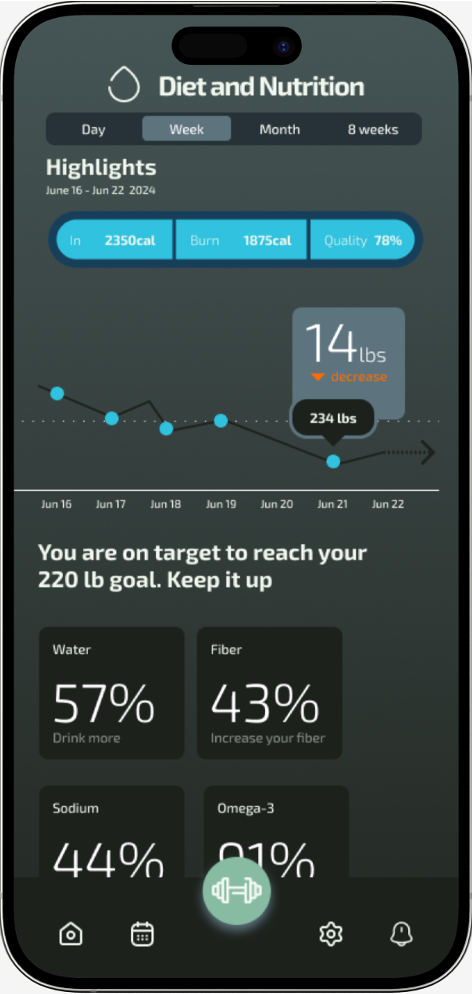 Diet and Nutrition
Day Week Month 8 weeks
Highlights
June 16 - Jun 22 2024
In 2350cal Burn 1875cal Quality 78%
14 lbs
decrease
234 lbs
Jun 16 Jun 17 Jun 18 Jun 19 Jun 20 Jun 21 Jun 22
You are on target to reach your
220 lb goal. Keep it up
Water Fiber
57% 43%
Drink more Increase your fiber
Sodium Omega-3
44%